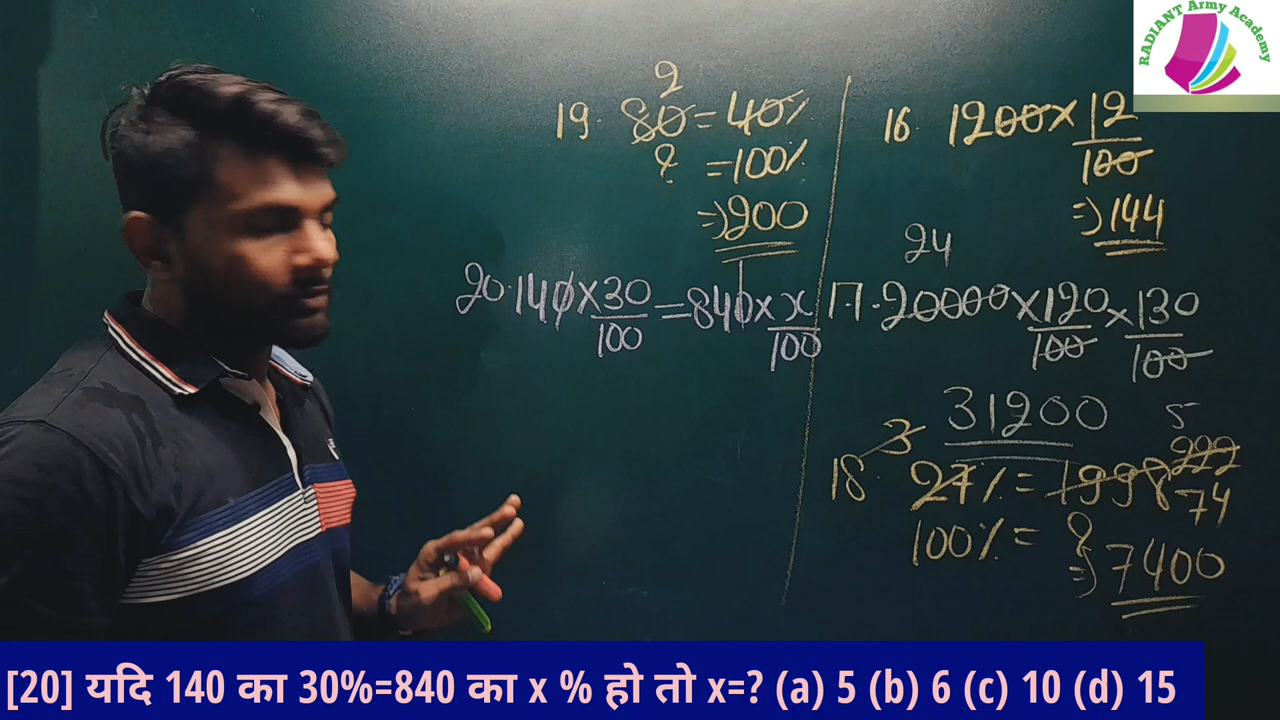 RADIANT Army Academy
2
19. 80 = 40%
? = 100%
=) 200
20. 140 x 30/100 = 840 x x/100
16. 1200 x 12/100
=) 144
24
17. 20000 x 120/100 x 130/100
31200
5
3
222
18. 27% = 1998
74
100% = ?
=) 7400
[20] यदि 140 का 30%=840 का x % हो तो x=? (a) 5 (b) 6 (c) 10 (d) 15